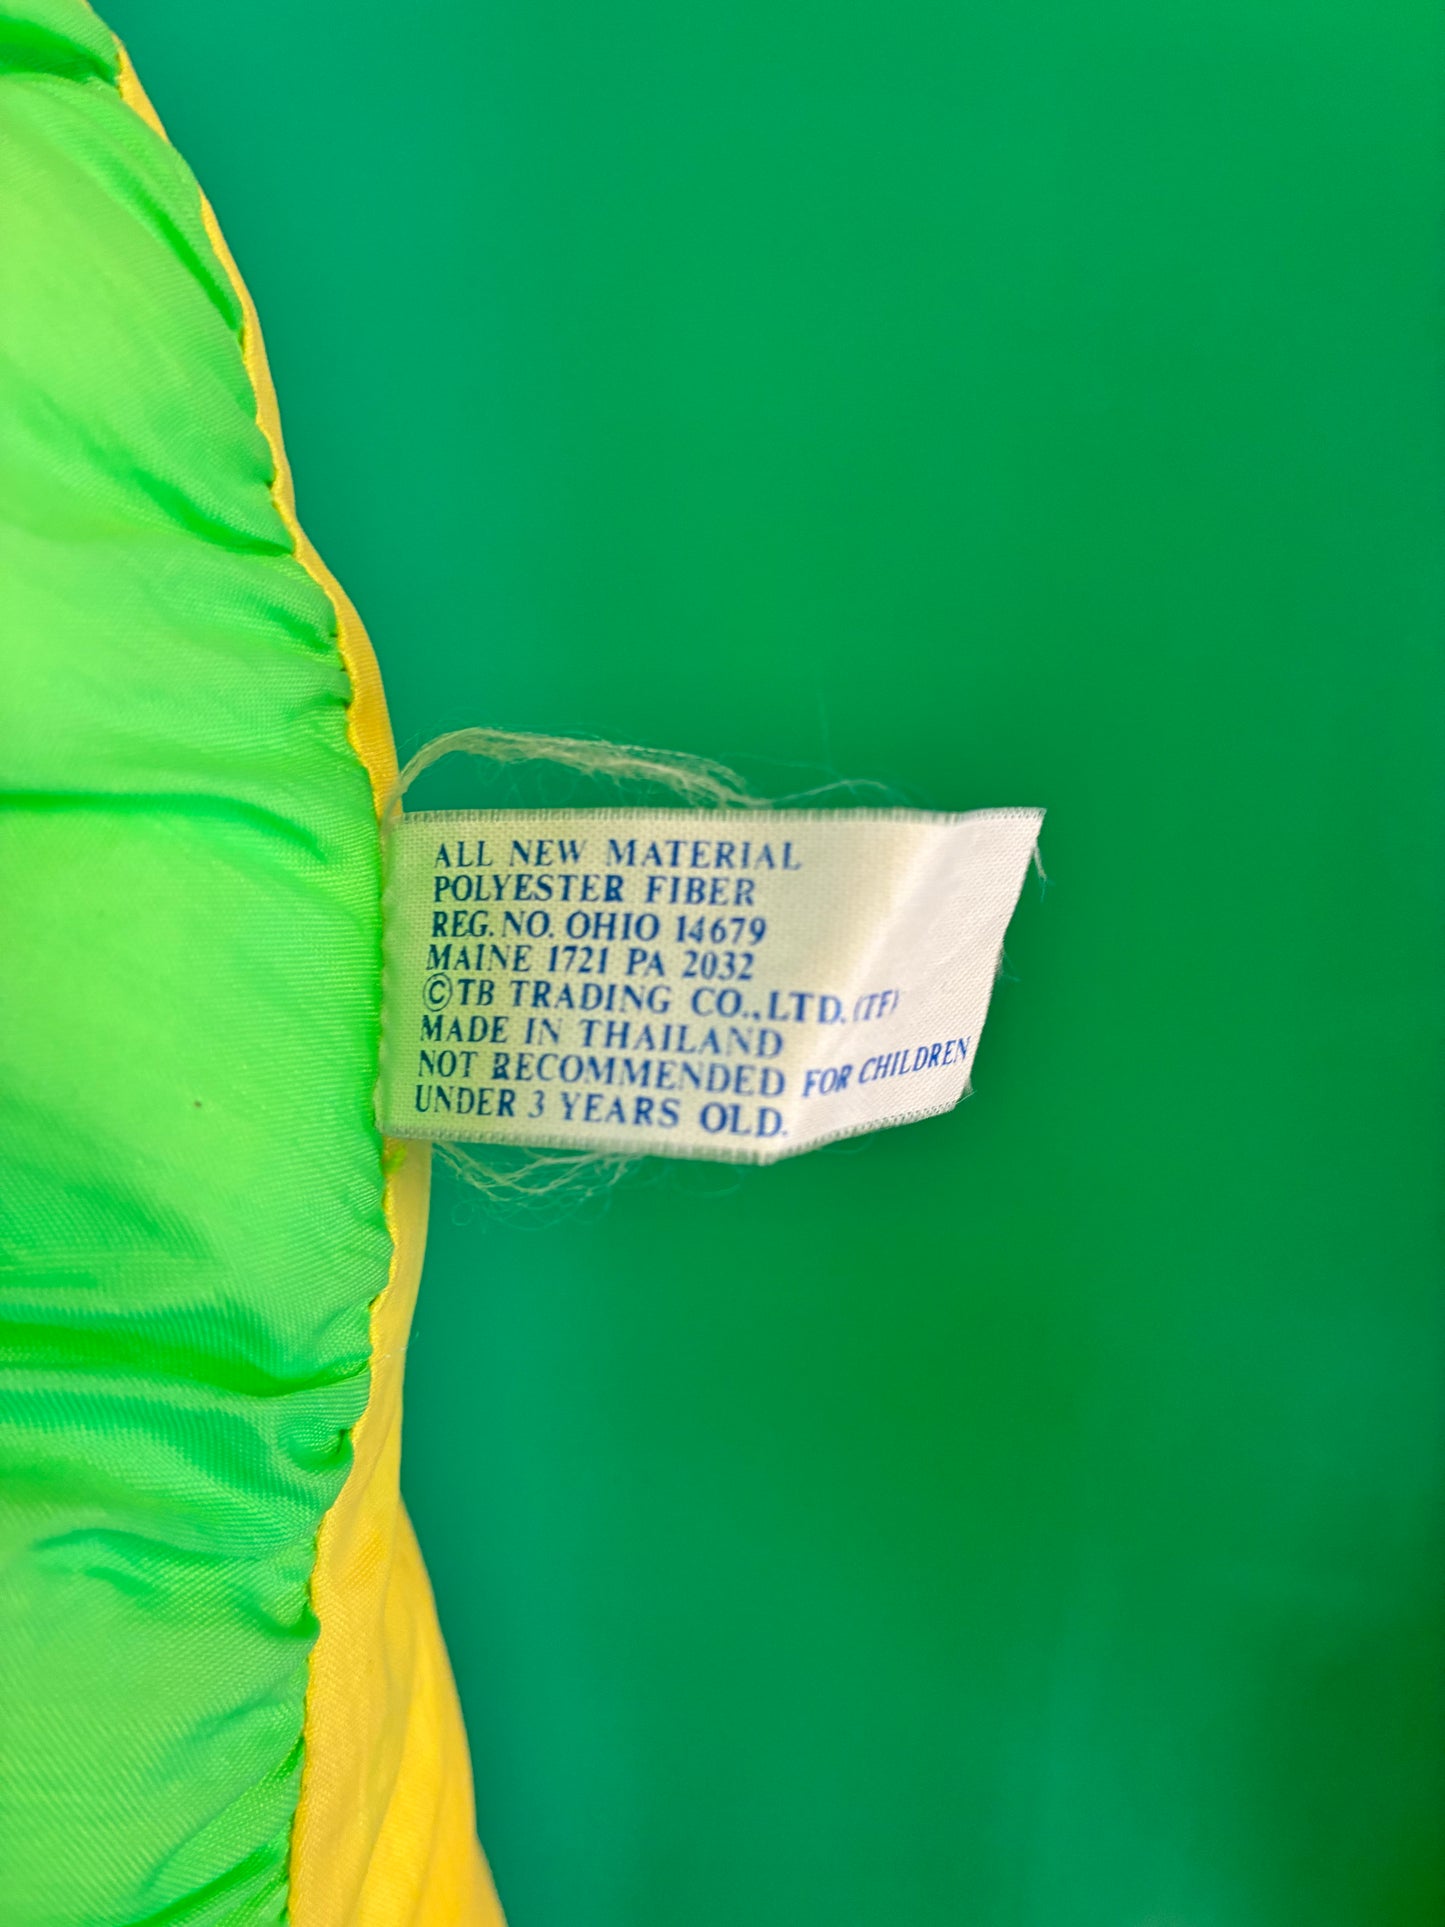 ALL NEW MATERIAL
POLYESTER FIBER
REG. NO. OHIO 14679
MAINE 1721 PA 2032
©TB TRADING CO.,LTD. (TF)
MADE IN THAILAND
NOT RECOMMENDED FOR CHILDREN
UNDER 3 YEARS OLD.